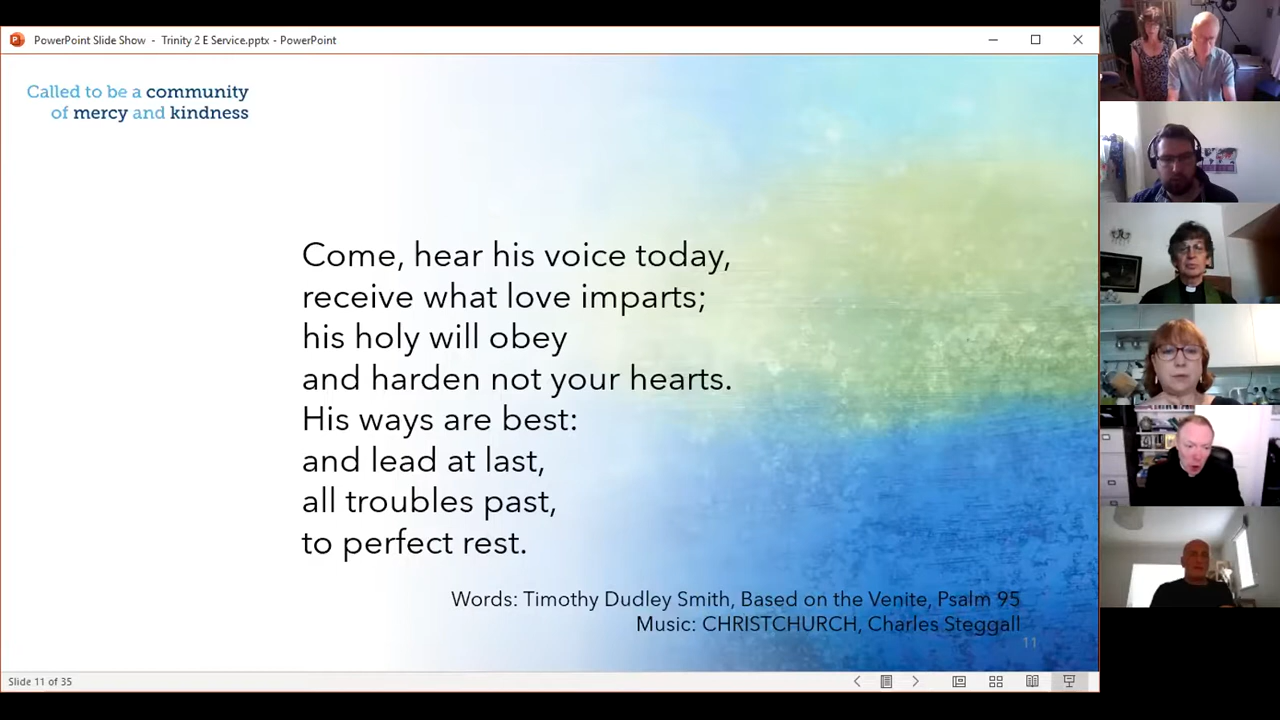 PowerPoint Slide Show - Trinity 2 E Service.pptx - PowerPoint
Called to be a community
of mercy and kindness
Come, hear his voice today,
receive what love imparts;
his holy will obey
and harden not your hearts.
His ways are best:
and lead at last,
all troubles past,
to perfect rest.
Words: Timothy Dudley Smith, Based on the Venite, Psalm 95
Music: CHRISTCHURCH, Charles Steggall
11
Slide 11 of 35